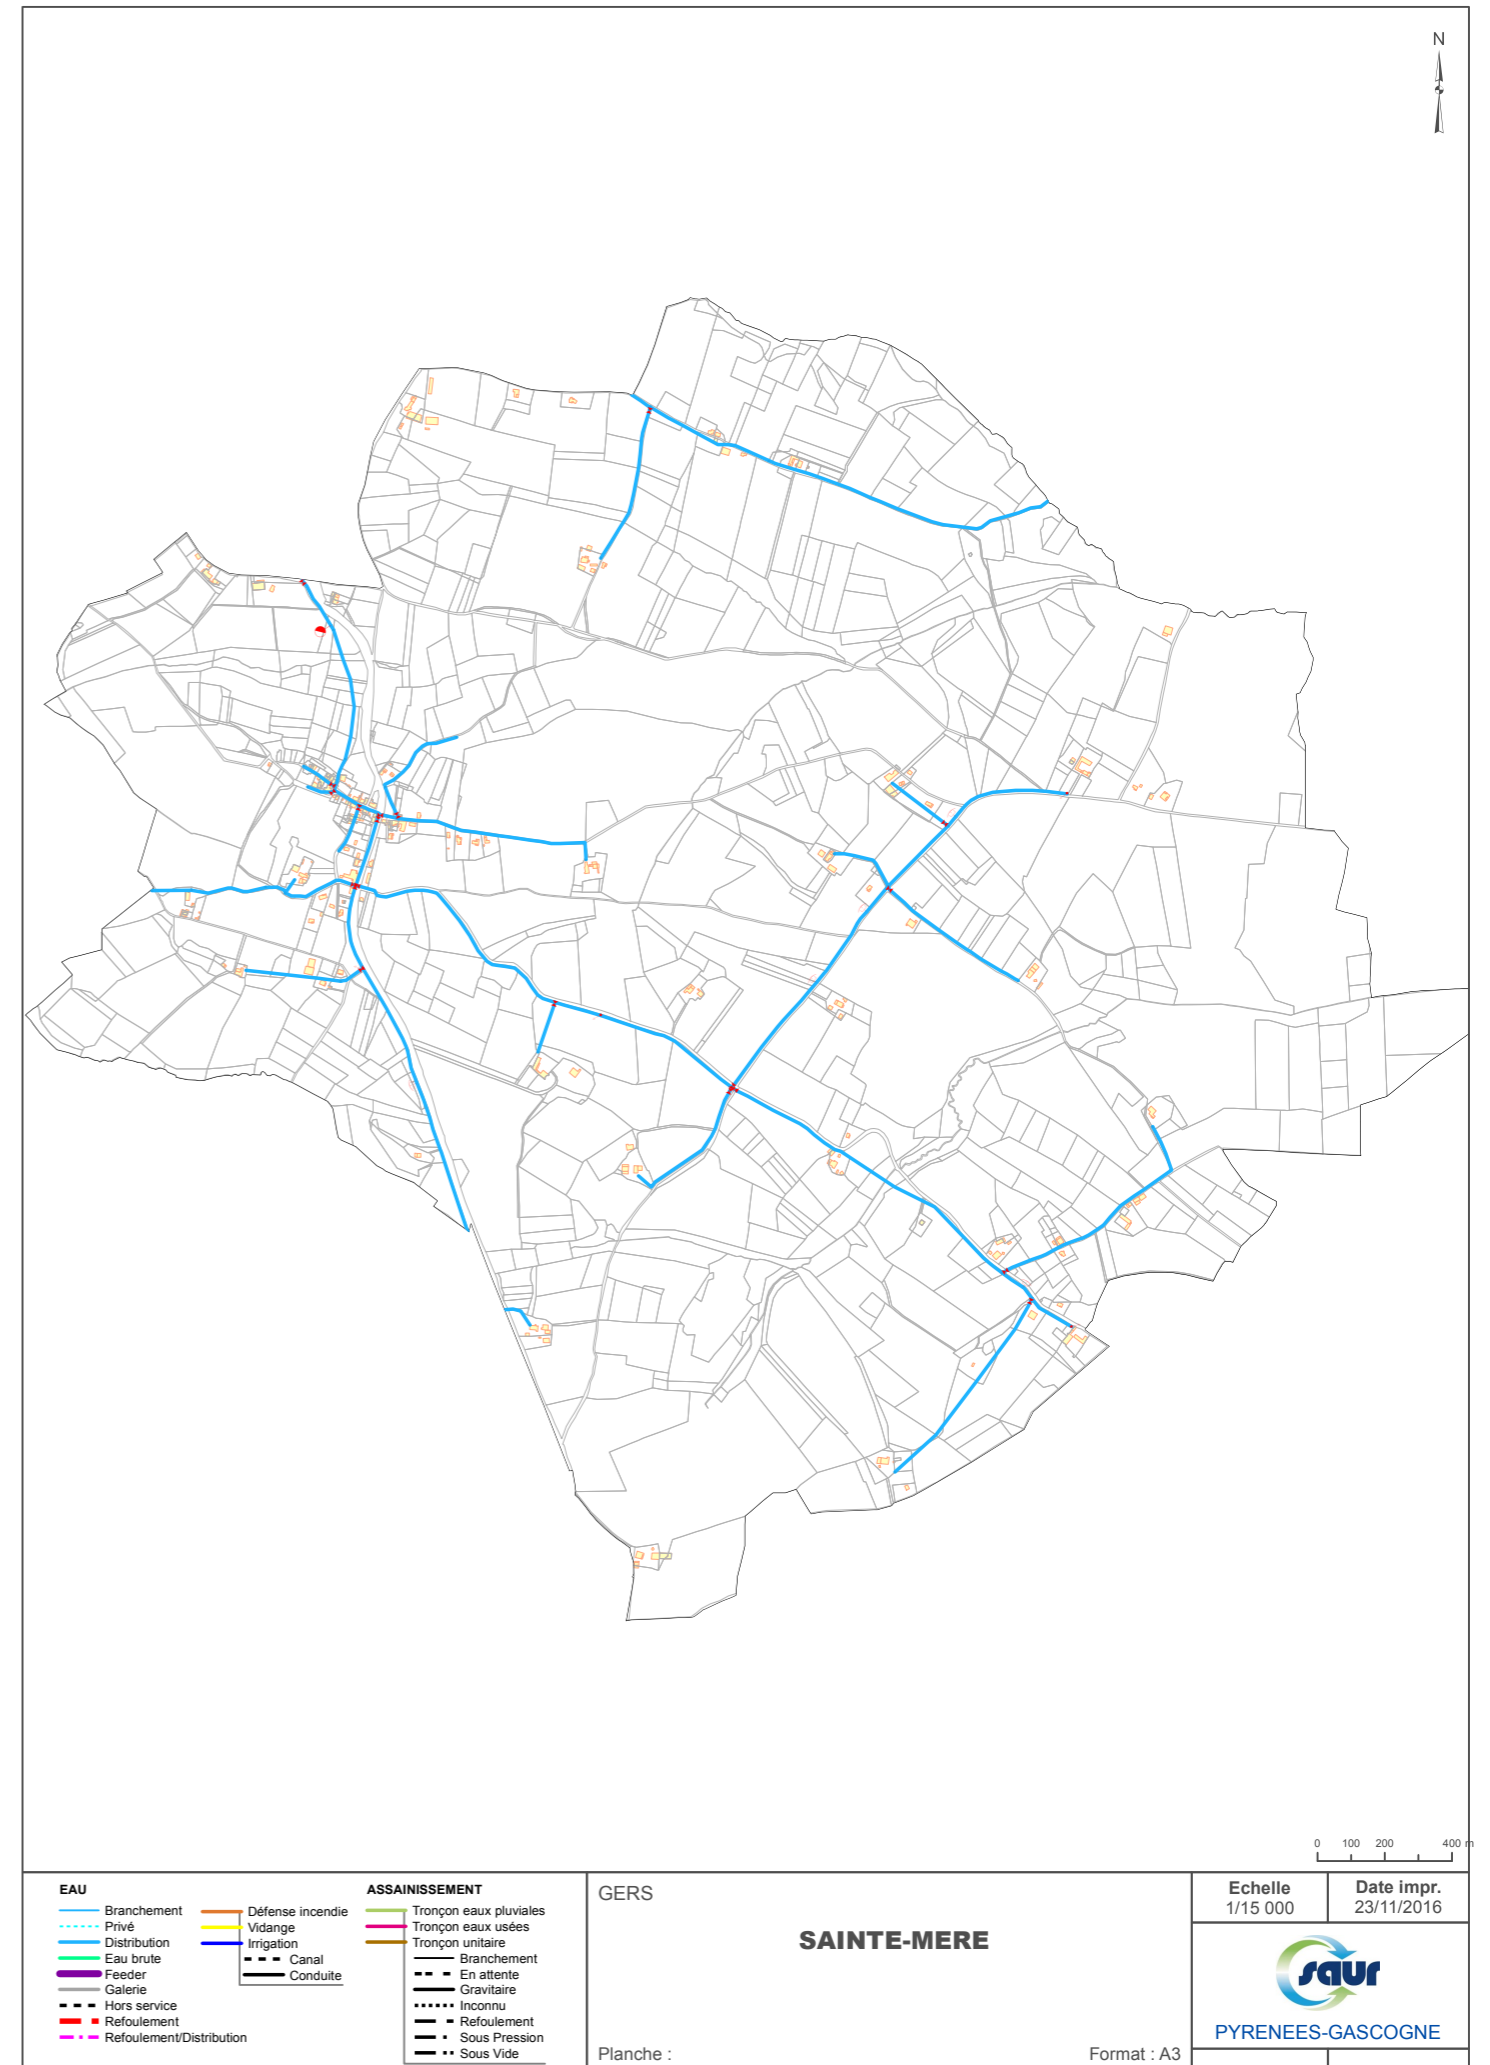 N
0 100 200 400 m
EAU
Branchement
Privé
Distribution
Eau brute
Feeder
Galerie
Hors service
Refoulement
Refoulement/Distribution
Défense incendie
Vidange
Irrigation
Canal
Conduite
ASSAINISSEMENT
Tronçon eaux pluviales
Tronçon eaux usées
Tronçon unitaire
Branchement
En attente
Gravitaire
Inconnu
Refoulement
Sous Pression
Sous Vide
GERS
SAINTE-MERE
Planche :
Format : A3
Echelle
1/15 000
Date impr.
23/11/2016
saur
PYRENEES-GASCOGNE